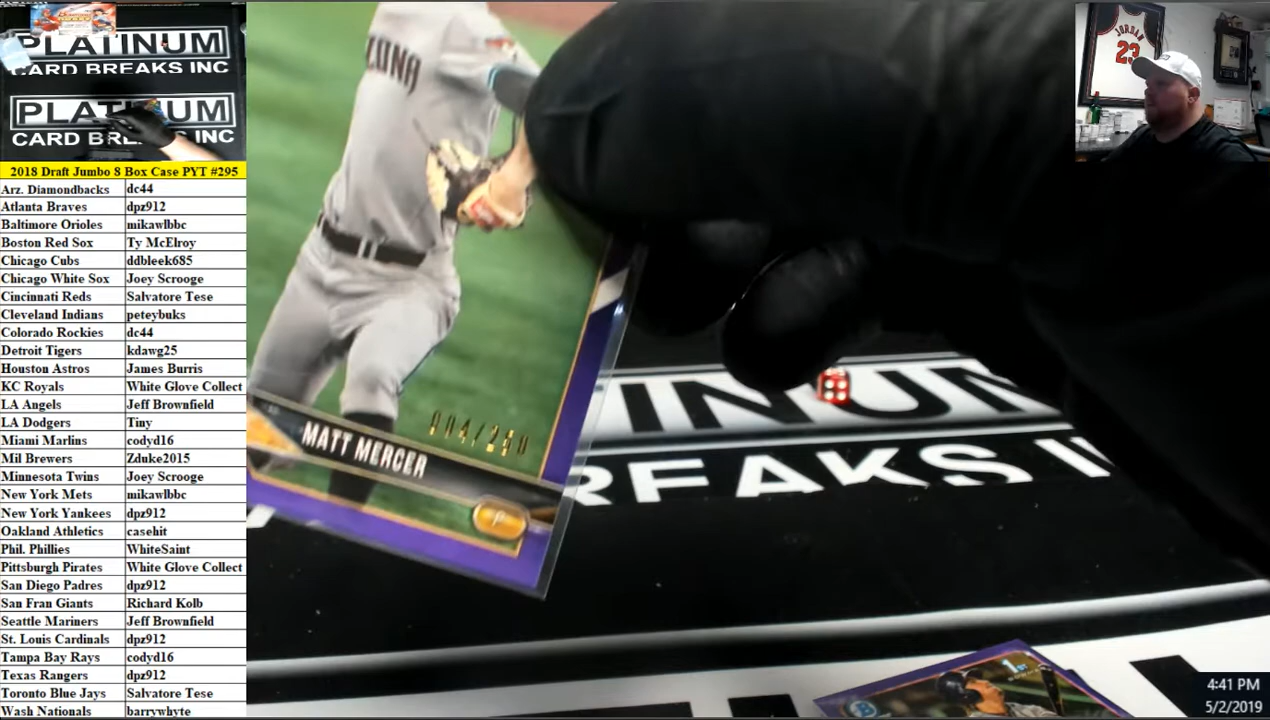 PLATINUM
CARD BREAKS INC
PLATINUM
CARD BREAKS INC
2018 Draft Jumbo 8 Box Case PYT #295
Arz. Diamondbacks dc44
Atlanta Braves dpz912
Baltimore Orioles mikawlbbc
Boston Red Sox Ty McElroy
Chicago Cubs ddbleek685
Chicago White Sox Joey Scrooge
Cincinnati Reds Salvatore Tese
Cleveland Indians peteybuks
Colorado Rockies dc44
Detroit Tigers kdawg25
Houston Astros James Burris
KC Royals White Glove Collect
LA Angels Jeff Brownfield
LA Dodgers Tiny
Miami Marlins codyd16
Mil Brewers Zduke2015
Minnesota Twins Joey Scrooge
New York Mets mikawlbbc
New York Yankees dpz912
Oakland Athletics casehit
Phil. Phillies WhiteSaint
Pittsburgh Pirates White Glove Collect
San Diego Padres dpz912
San Fran Giants Richard Kolb
Seattle Mariners Jeff Brownfield
St. Louis Cardinals dpz912
Tampa Bay Rays codyd16
Texas Rangers dpz912
Toronto Blue Jays Salvatore Tese
Wash Nationals barrywhyte
ZONA
004/250
MATT MERCER
P
INUM
REAKS IN
1ST
JORDAN
23
4:41 PM
5/2/2019